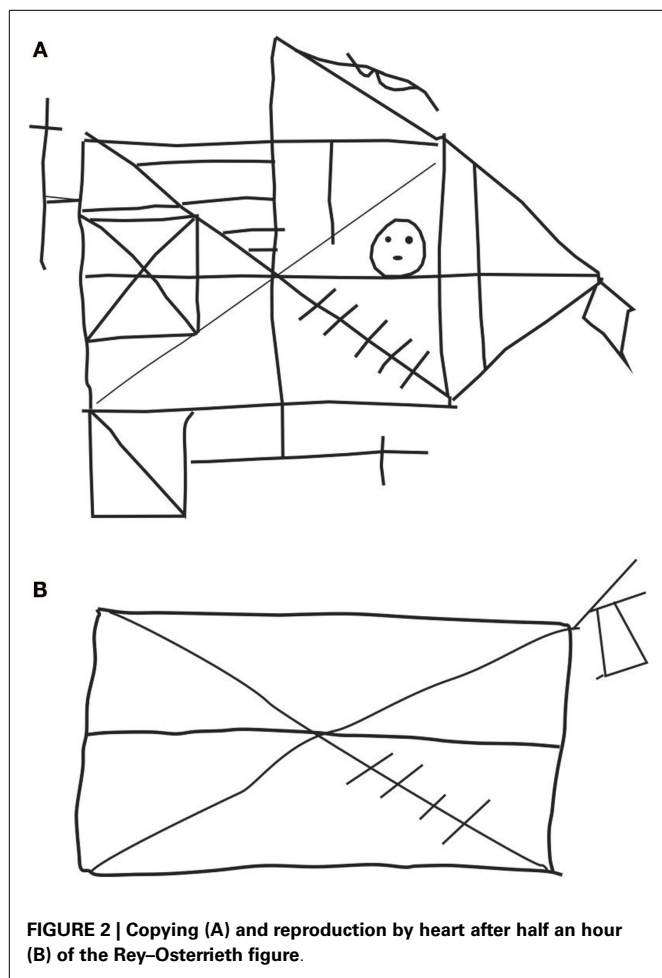 A
B
FIGURE 2 | Copying (A) and reproduction by heart after half an hour
(B) of the Rey–Osterrieth figure.